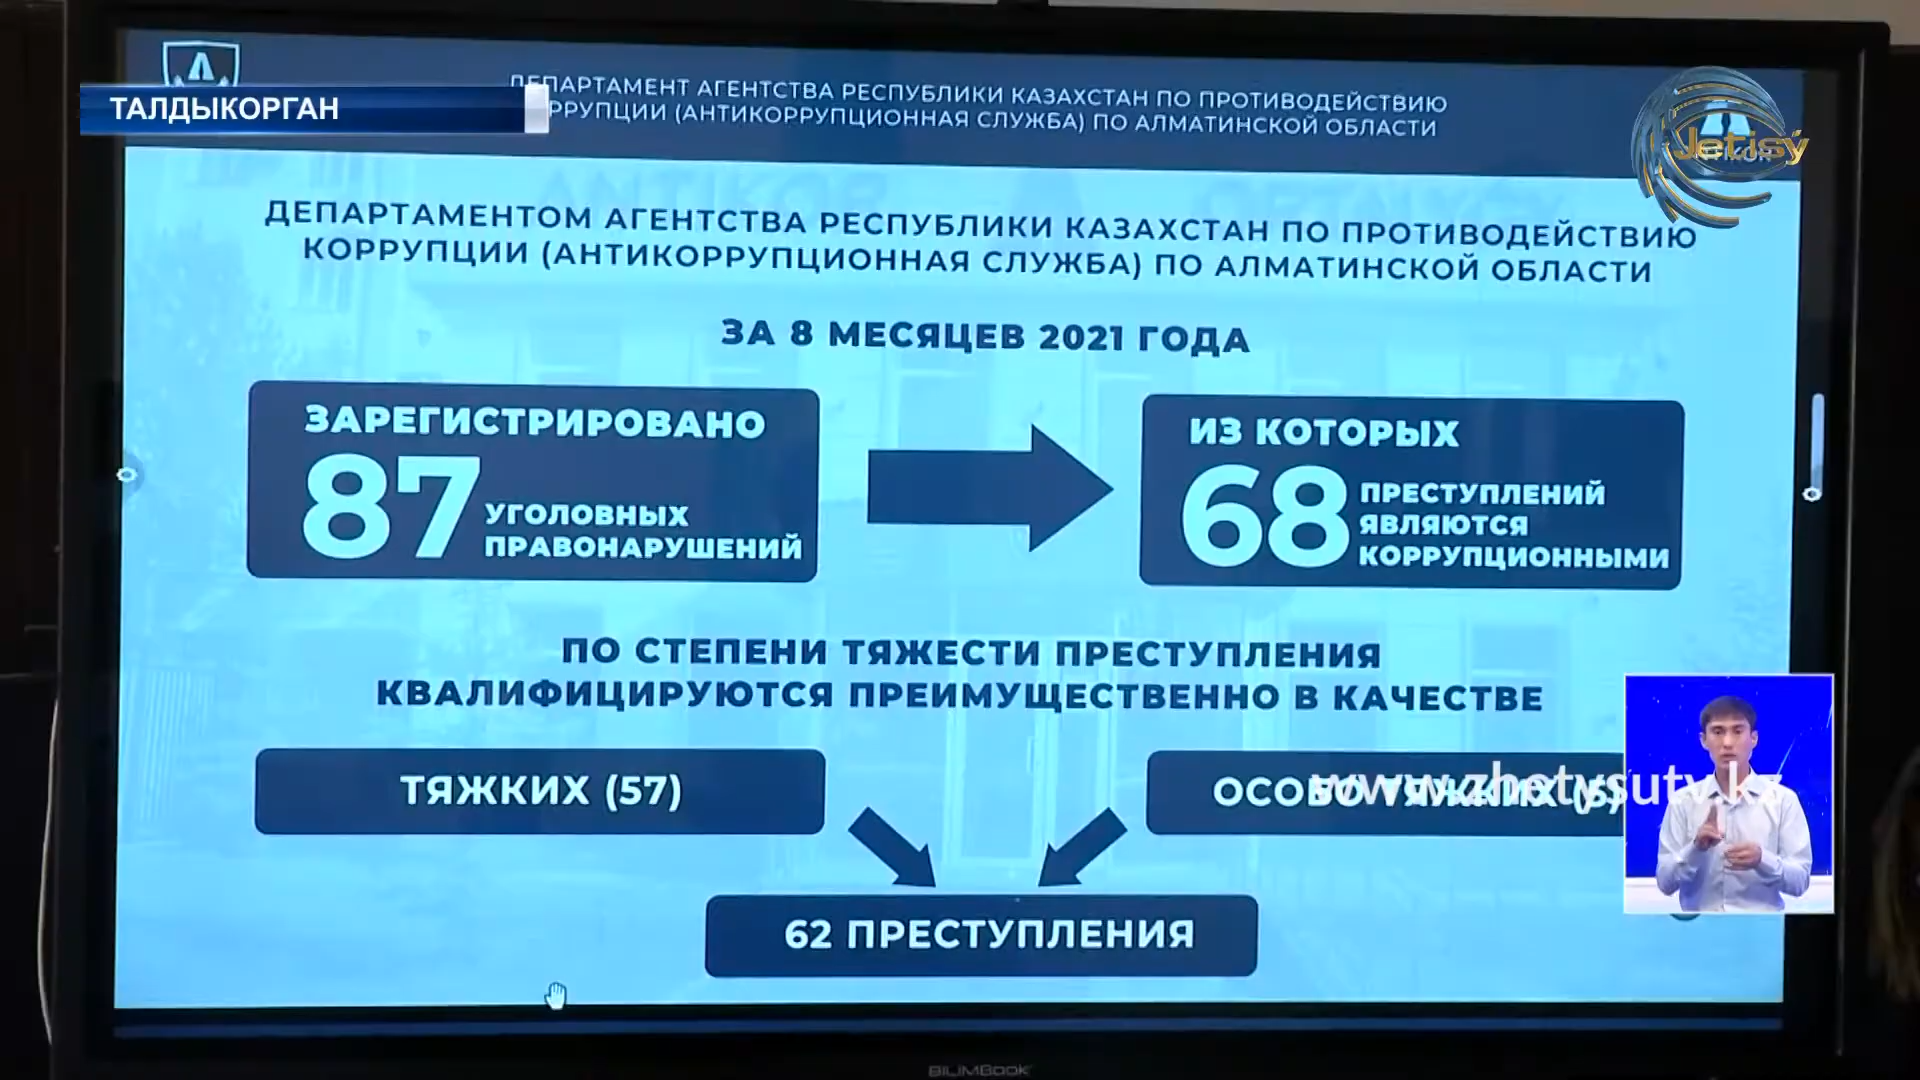 ДЕПАРТАМЕНТ АГЕНТСТВА РЕСПУБЛИКИ КАЗАХСТАН ПО ПРОТИВОДЕЙСТВИЮ
ТАЛДЫКОРГАН
(АНТИКОРРУПЦИОННАЯ СЛУЖБА) ПО АЛМАТИНСКОЙ ОБЛАСТИ
Jetisý
ДЕПАРТАМЕНТОМ АГЕНТСТВА РЕСПУБЛИКИ КАЗАХСТАН ПО ПРОТИВОДЕЙСТВИЮ
КОРРУПЦИИ (АНТИКОРРУПЦИОННАЯ СЛУЖБА) ПО АЛМАТИНСКОЙ ОБЛАСТИ
ЗА 8 МЕСЯЦЕВ 2021 ГОДА
ЗАРЕГИСТРИРОВАНО
87 УГОЛОВНЫХ
ПРАВОНАРУШЕНИЙ
ИЗ КОТОРЫХ
68 ПРЕСТУПЛЕНИЙ
ЯВЛЯЮТСЯ
КОРРУПЦИОННЫМИ
ПО СТЕПЕНИ ТЯЖЕСТИ ПРЕСТУПЛЕНИЯ
КВАЛИФИЦИРУЮТСЯ ПРЕИМУЩЕСТВЕННО В КАЧЕСТВЕ
ТЯЖКИХ (57)
ОСОБО ТЯЖКИХ (5)
www.zhetysutv.kz
62 ПРЕСТУПЛЕНИЯ
BILIMBOOK